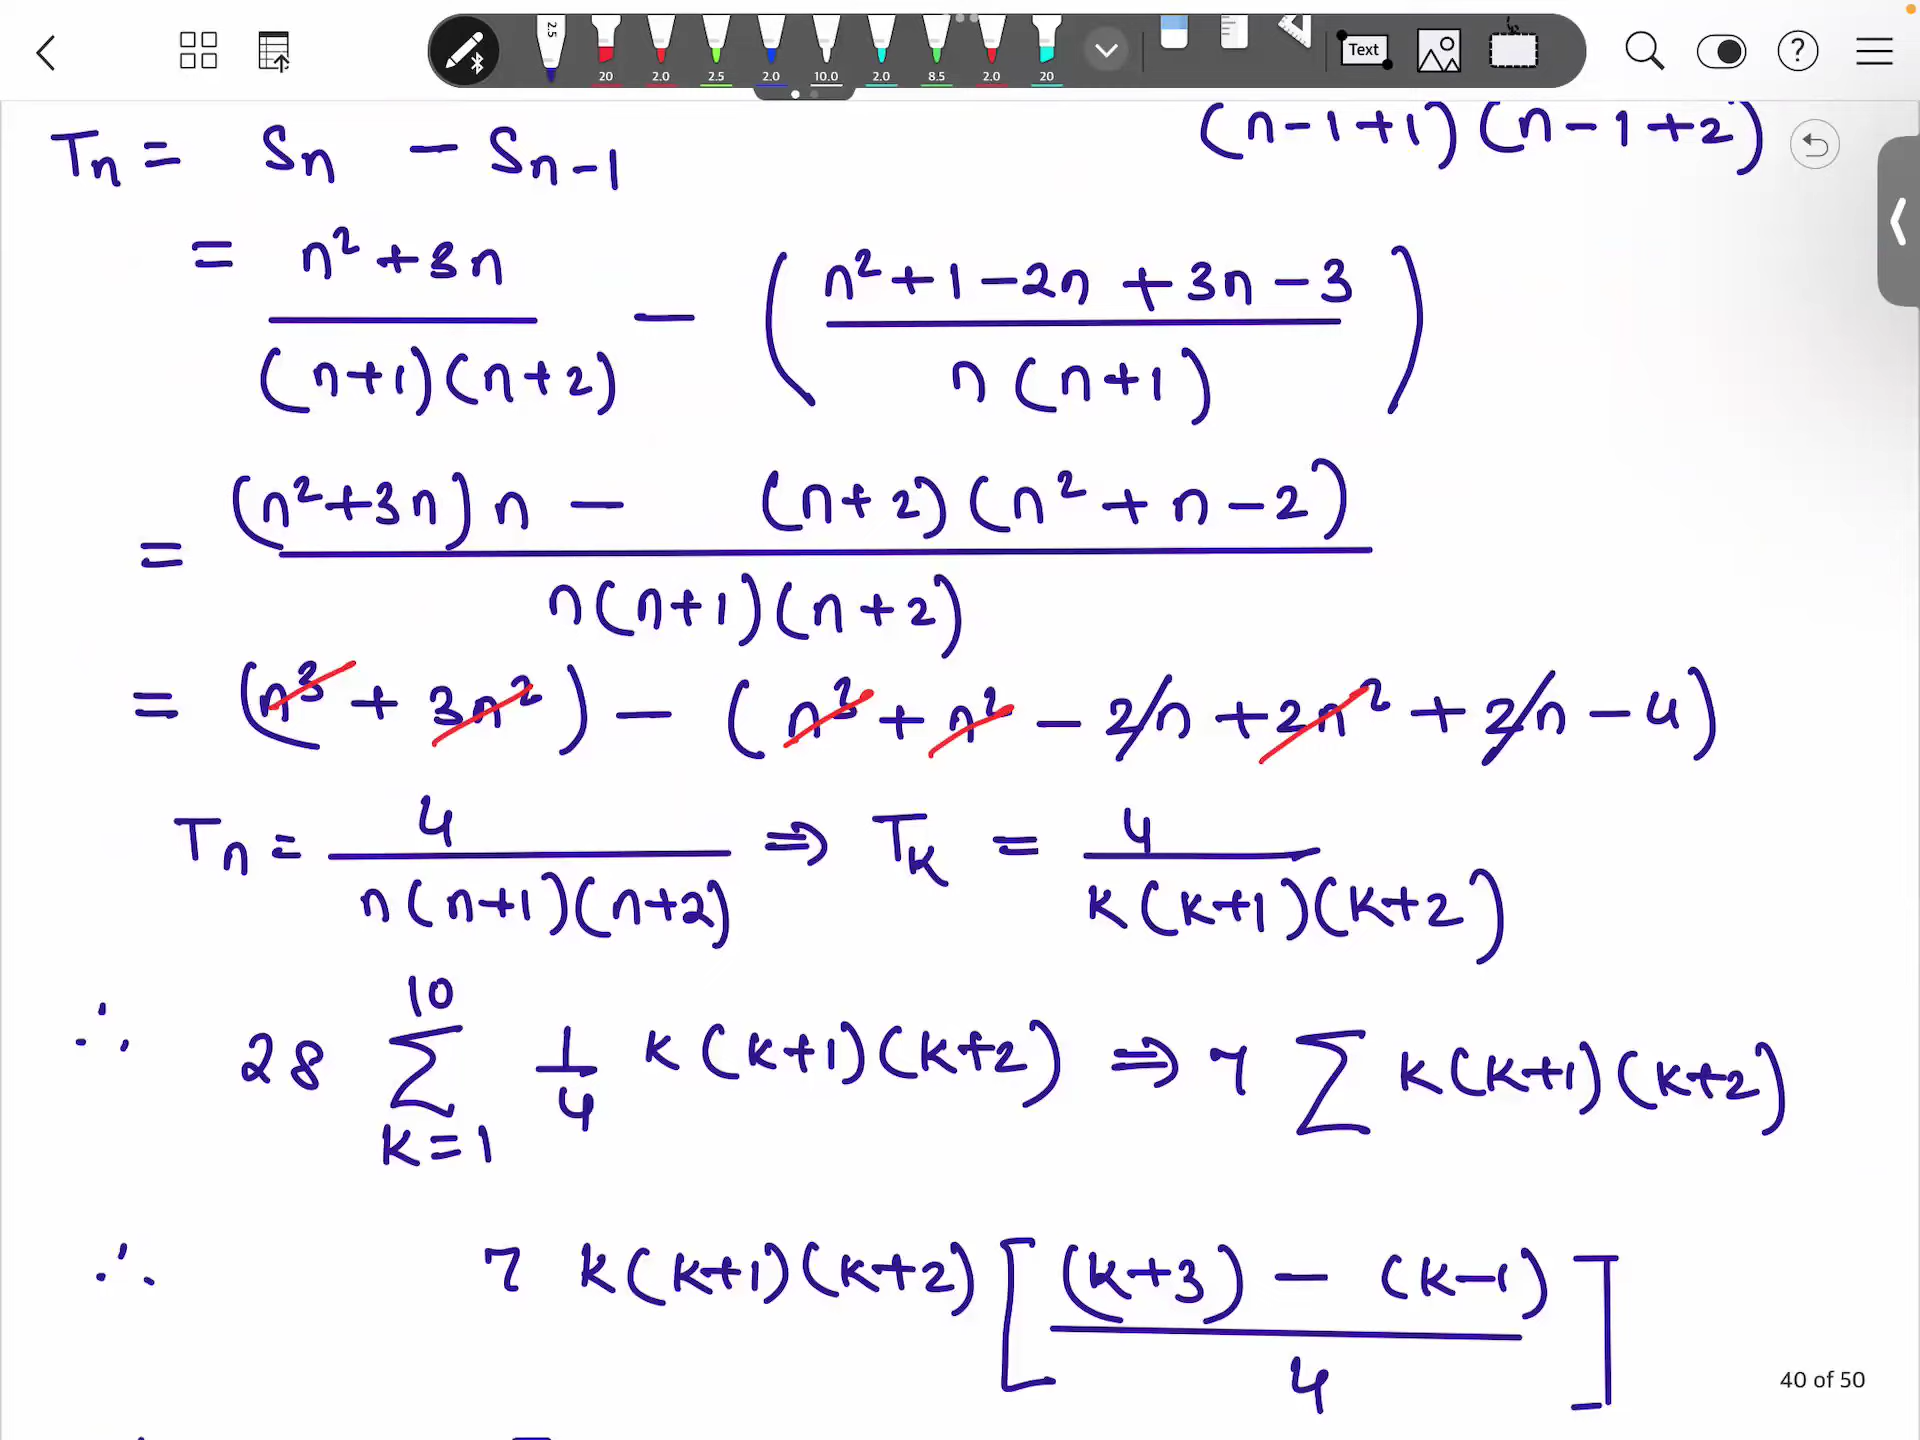 2.5 20 2.0 2.5 2.0 10.0 2.0 8.5 2.0 20 Text ?
(n-1+1)(n-1+2)
Tn = Sn - Sn-1
= n²+3n / (n+1)(n+2) - ( n²+1-2n+3n-3 / n(n+1) )
= (n²+3n)n - (n+2)(n²+n-2) / n(n+1)(n+2)
= (n³+3n²) - (n³+n²-2n+2n²+2n-4)
Tn = 4 / n(n+1)(n+2) ⇒ Tk = 4 / k(k+1)(k+2)
∴ 28 10 Σ k=1 1/4 k(k+1)(k+2) ⇒ 7 Σ k(k+1)(k+2)
∴ 7 k(k+1)(k+2) [ (k+3) - (k-1) / 4 ]
40 of 50